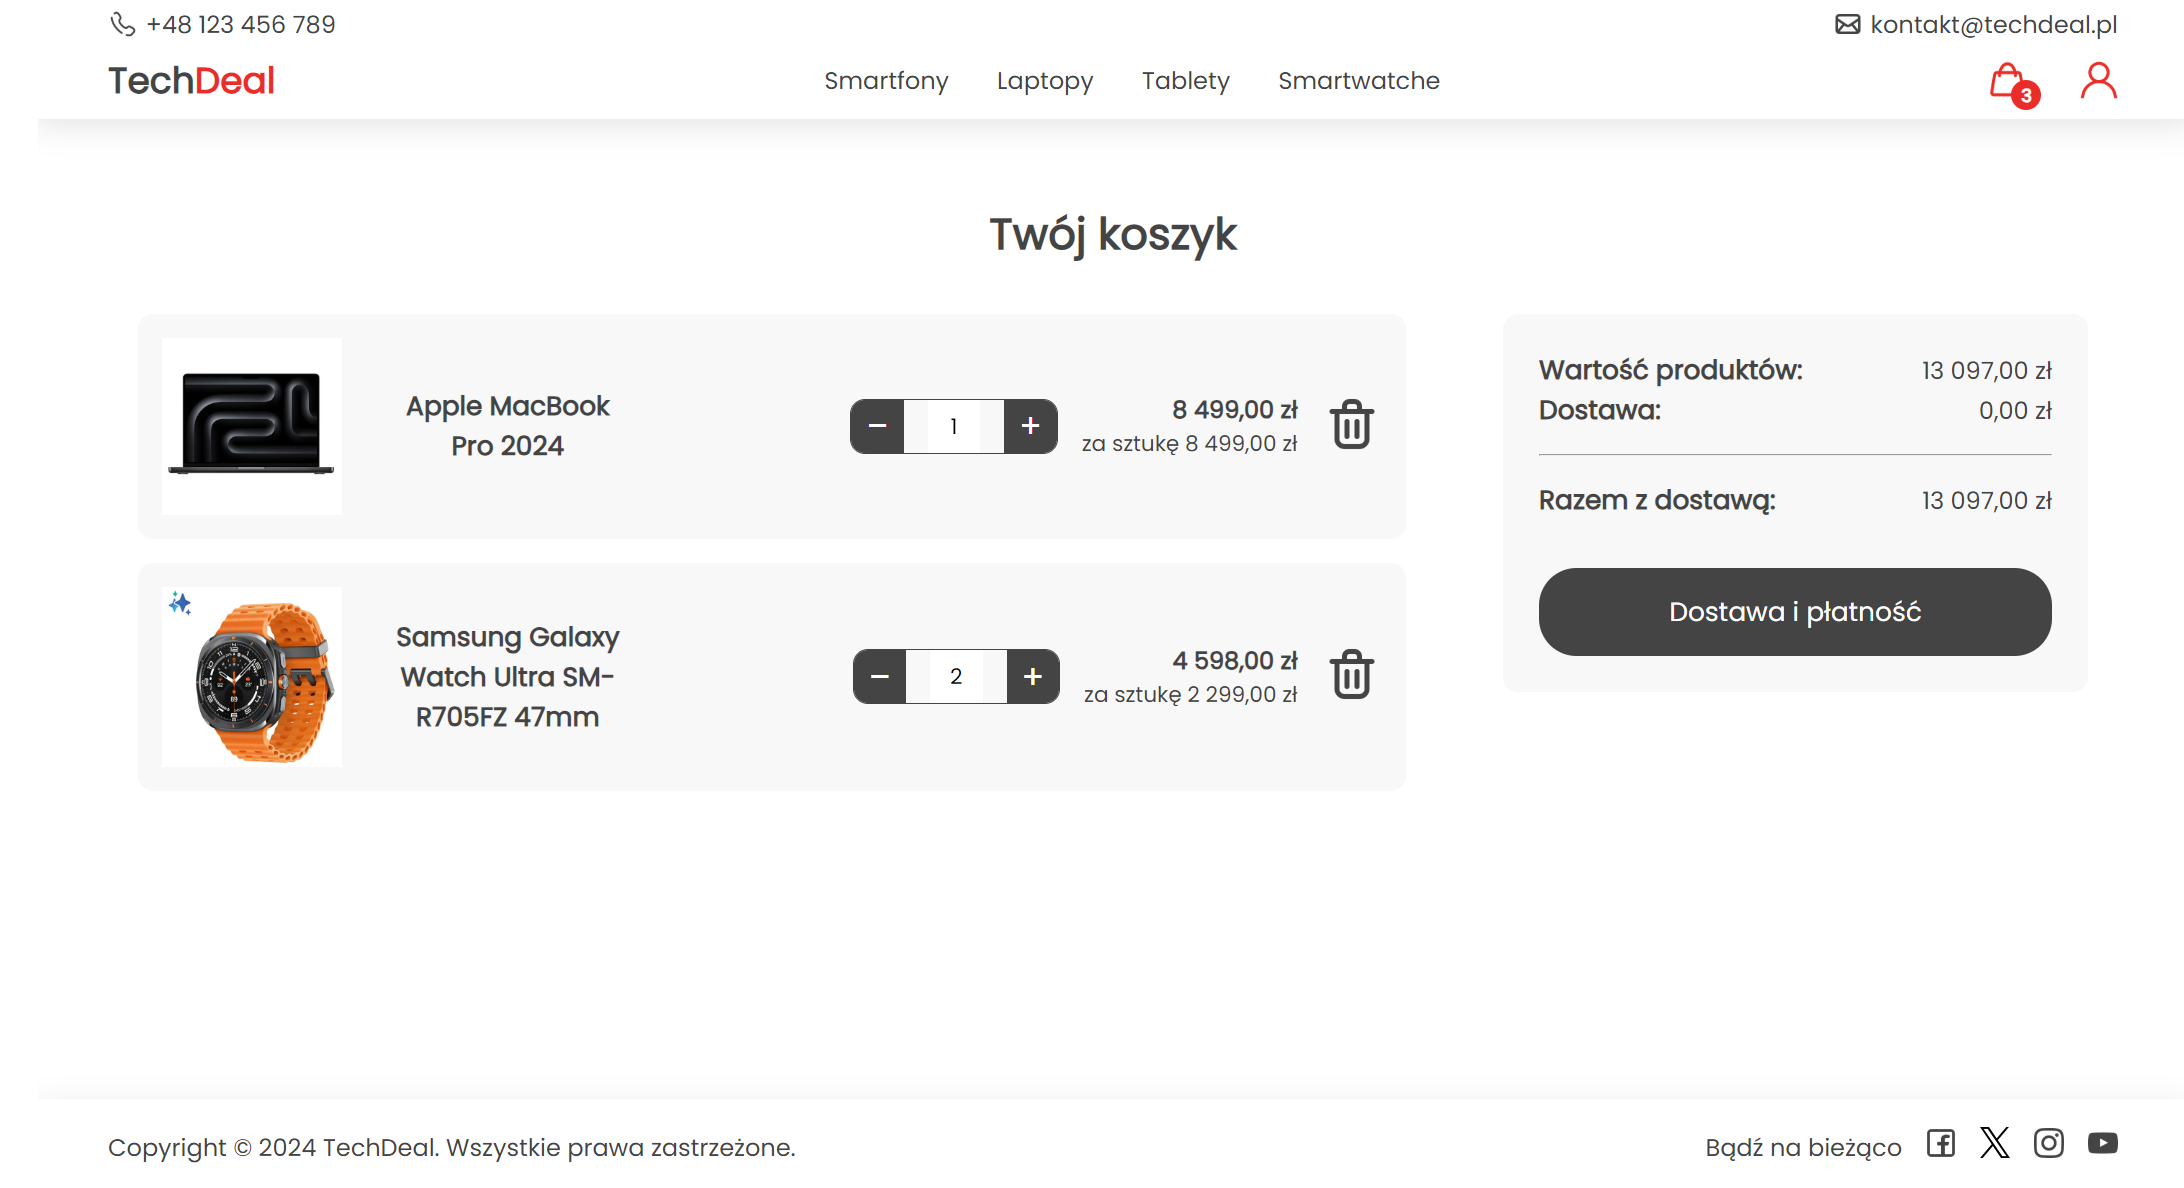 +48 123 456 789
kontakt@techdeal.pl
TechDeal
Smartfony Laptopy Tablety Smartwatche
3
Twój koszyk
Apple MacBook
Pro 2024
− 1 +
8 499,00 zł
za sztukę 8 499,00 zł
Samsung Galaxy
Watch Ultra SM-
R705FZ 47mm
− 2 +
4 598,00 zł
za sztukę 2 299,00 zł
Wartość produktów: 13 097,00 zł
Dostawa: 0,00 zł
Razem z dostawą: 13 097,00 zł
Dostawa i płatność
Copyright © 2024 TechDeal. Wszystkie prawa zastrzeżone.
Bądź na bieżąco